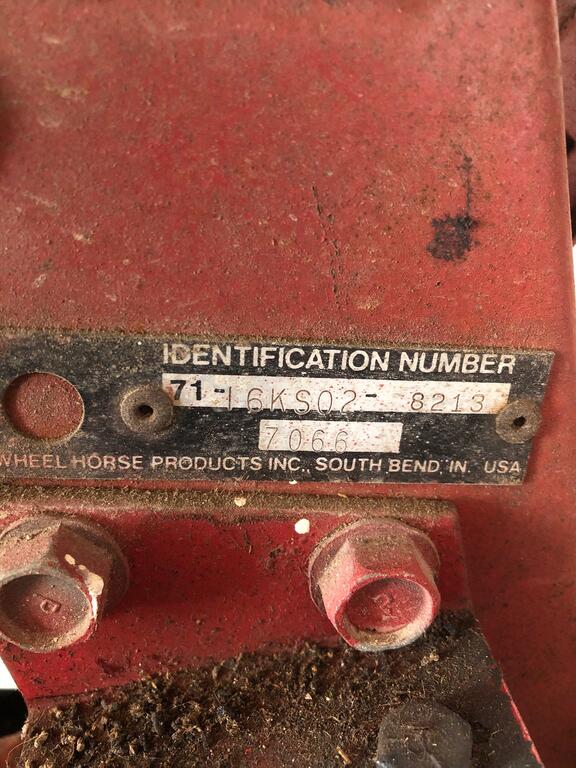 IDENTIFICATION NUMBER
71-16KS02- 8213
7066
WHEEL HORSE PRODUCTS INC., SOUTH BEND, IN. USA